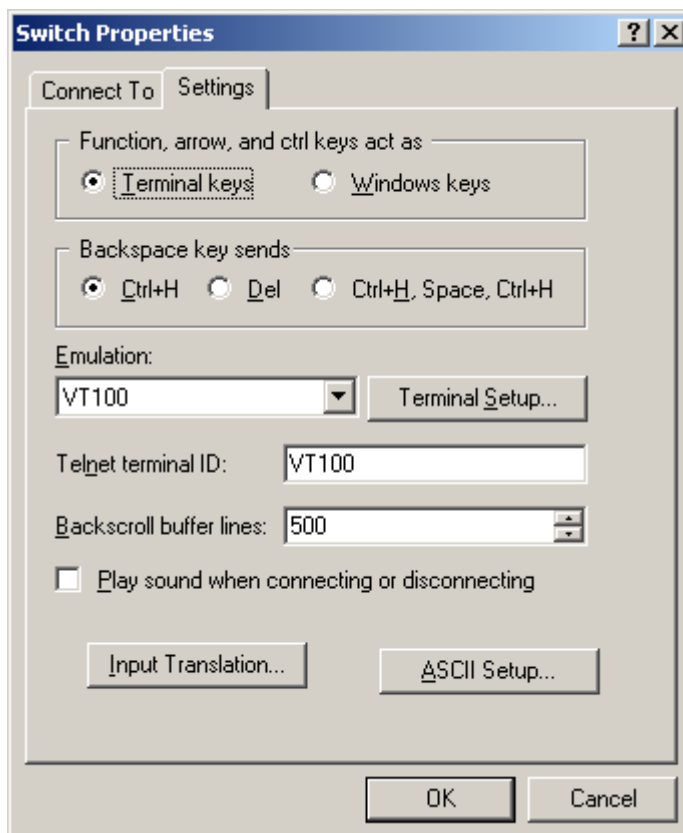 Switch Properties
Connect To Settings
Function, arrow, and ctrl keys act as
Terminal keys Windows keys
Backspace key sends
Ctrl+H Del Ctrl+H, Space, Ctrl+H
Emulation:
VT100 Terminal Setup...
Telnet terminal ID: VT100
Backscroll buffer lines: 500
Play sound when connecting or disconnecting
Input Translation... ASCII Setup...
OK Cancel